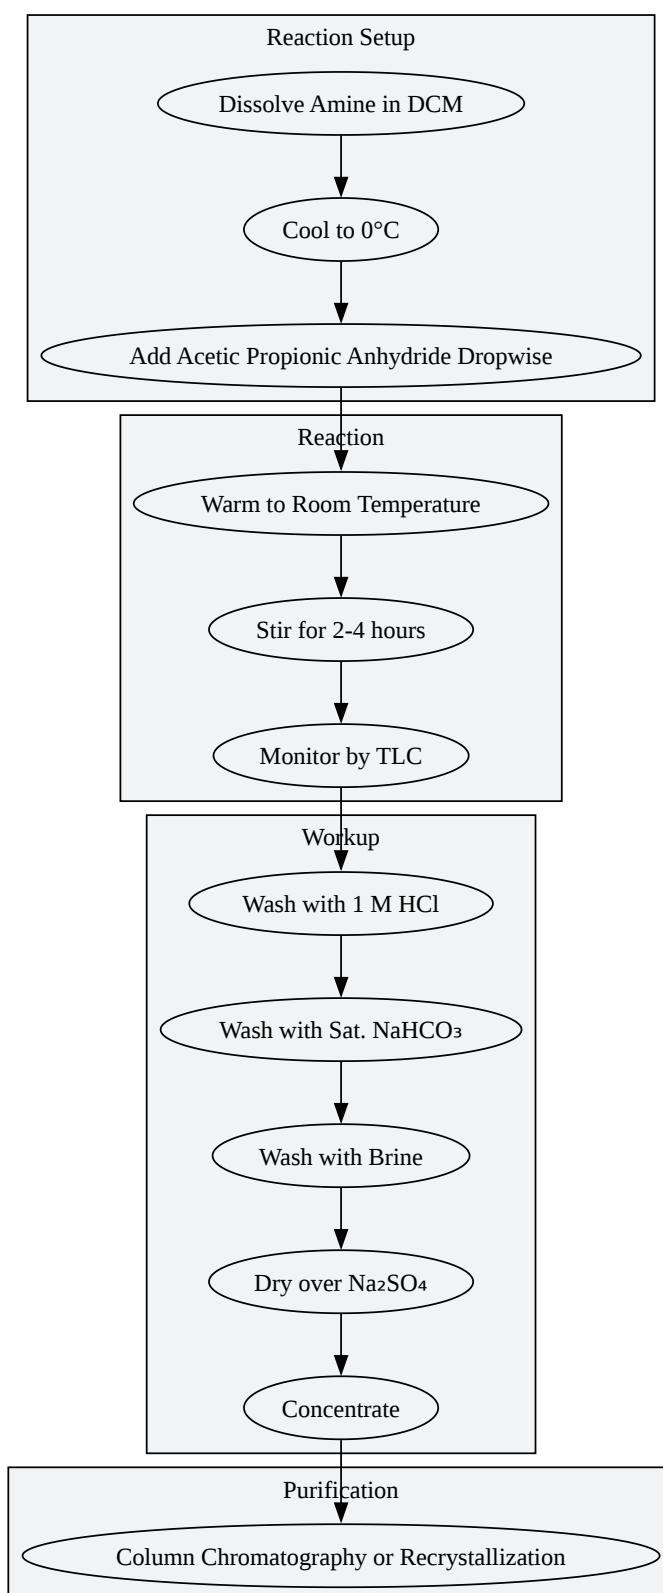 Reaction Setup
Dissolve Amine in DCM
Cool to 0°C
Add Acetic Propionic Anhydride Dropwise
Reaction
Warm to Room Temperature
Stir for 2-4 hours
Monitor by TLC
Workup
Wash with 1 M HCl
Wash with Sat. NaHCO₃
Wash with Brine
Dry over Na₂SO₄
Concentrate
Purification
Column Chromatography or Recrystallization